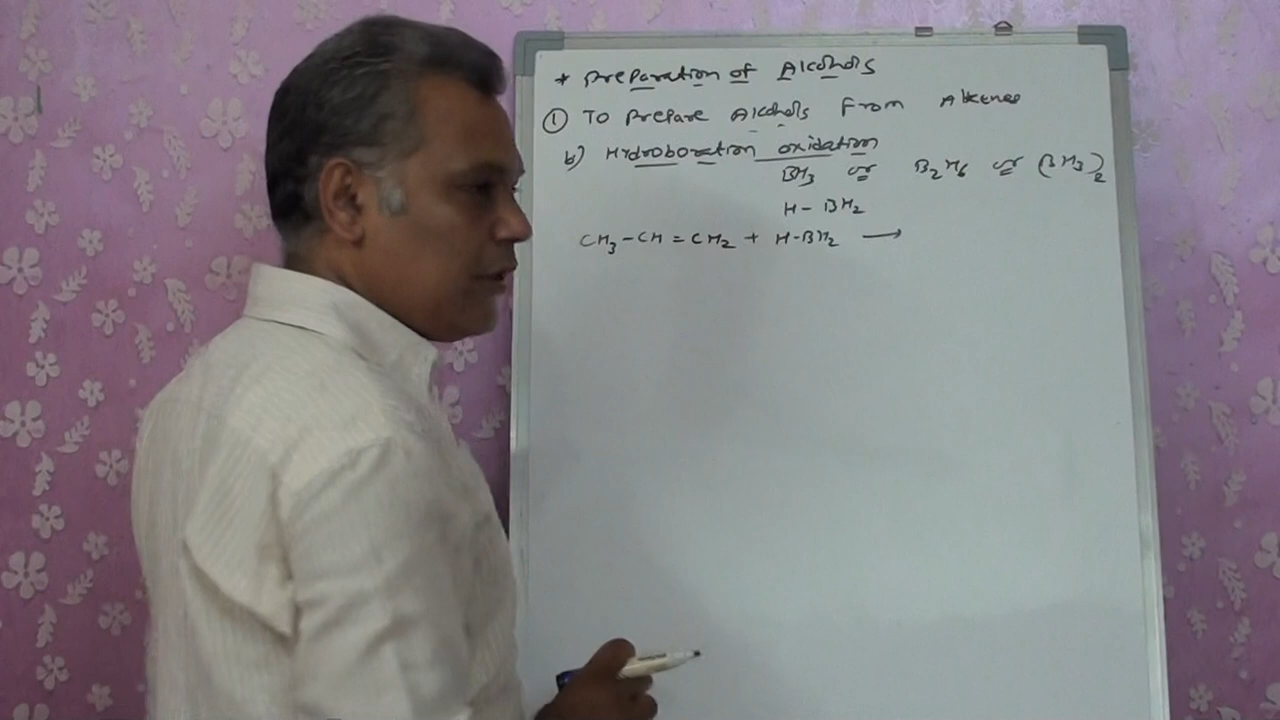 * Preparation of Alcohols
① To Prepare Alcohols From Alkenes
b) Hydroboration oxidation
BH3 or B2H6 or (BH3)2
H-BH2
CH3-CH=CH2 + H-BH2 ⟶